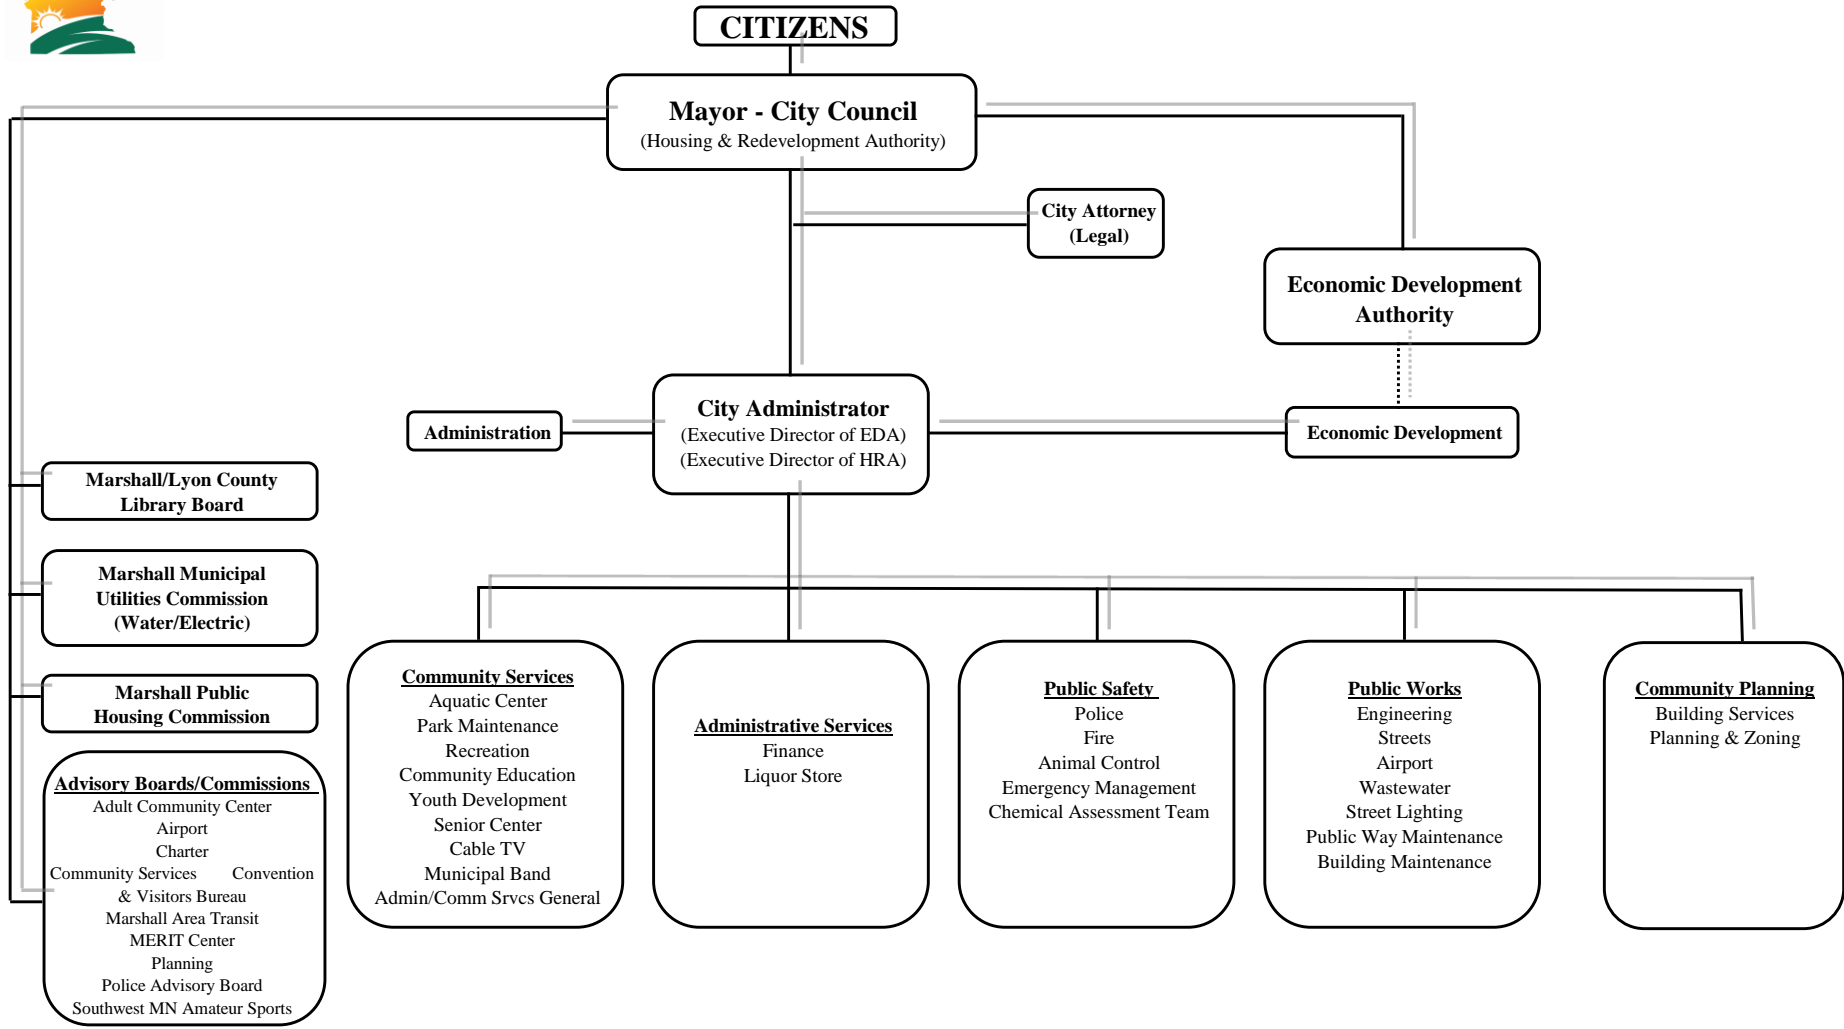 CITIZENS
Mayor - City Council
(Housing & Redevelopment Authority)
City Attorney
(Legal)
Economic Development
Authority
City Administrator
(Executive Director of EDA)
(Executive Director of HRA)
Administration
Economic Development
Marshall/Lyon County
Library Board
Marshall Municipal
Utilities Commission
(Water/Electric)
Marshall Public
Housing Commission
Advisory Boards/Commissions
Adult Community Center
Airport
Charter
Community Services Convention
& Visitors Bureau
Marshall Area Transit
MERIT Center
Planning
Police Advisory Board
Southwest MN Amateur Sports
Community Services
Aquatic Center
Park Maintenance
Recreation
Community Education
Youth Development
Senior Center
Cable TV
Municipal Band
Admin/Comm Srvcs General
Administrative Services
Finance
Liquor Store
Public Safety
Police
Fire
Animal Control
Emergency Management
Chemical Assessment Team
Public Works
Engineering
Streets
Airport
Wastewater
Street Lighting
Public Way Maintenance
Building Maintenance
Community Planning
Building Services
Planning & Zoning